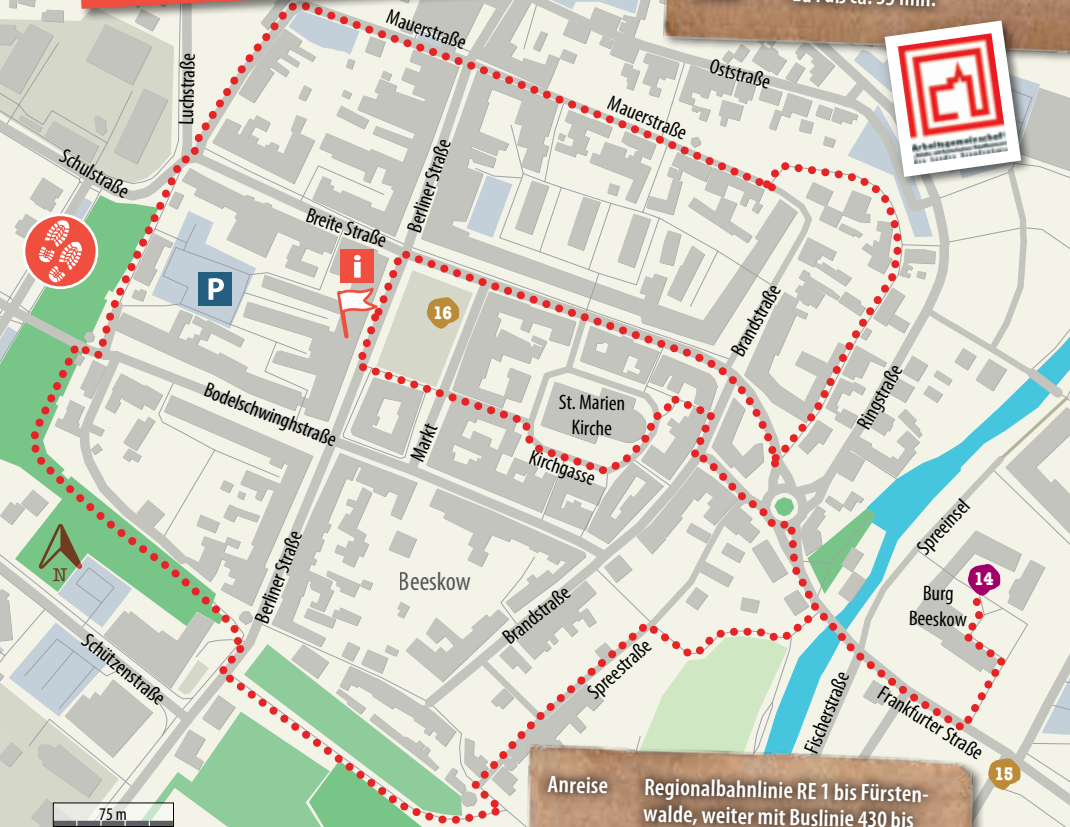 Mauerstraße
Oststraße
Luchstraße
Mauerstraße
Schulstraße
Berliner Straße
Breite Straße
i
P
16
Brandstraße
Ringstraße
Bodelschwinghstraße
St. Marien
Kirche
Markt
Kirchgasse
Spreeinsel
N
Beeskow
14
Burg
Beeskow
Berliner Straße
Brandstraße
Schützenstraße
Spreestraße
Fischerstraße
Frankfurter Straße
15
Anreise Regionalbahnlinie RE 1 bis Fürsten-
walde, weiter mit Buslinie 430 bis
75 m